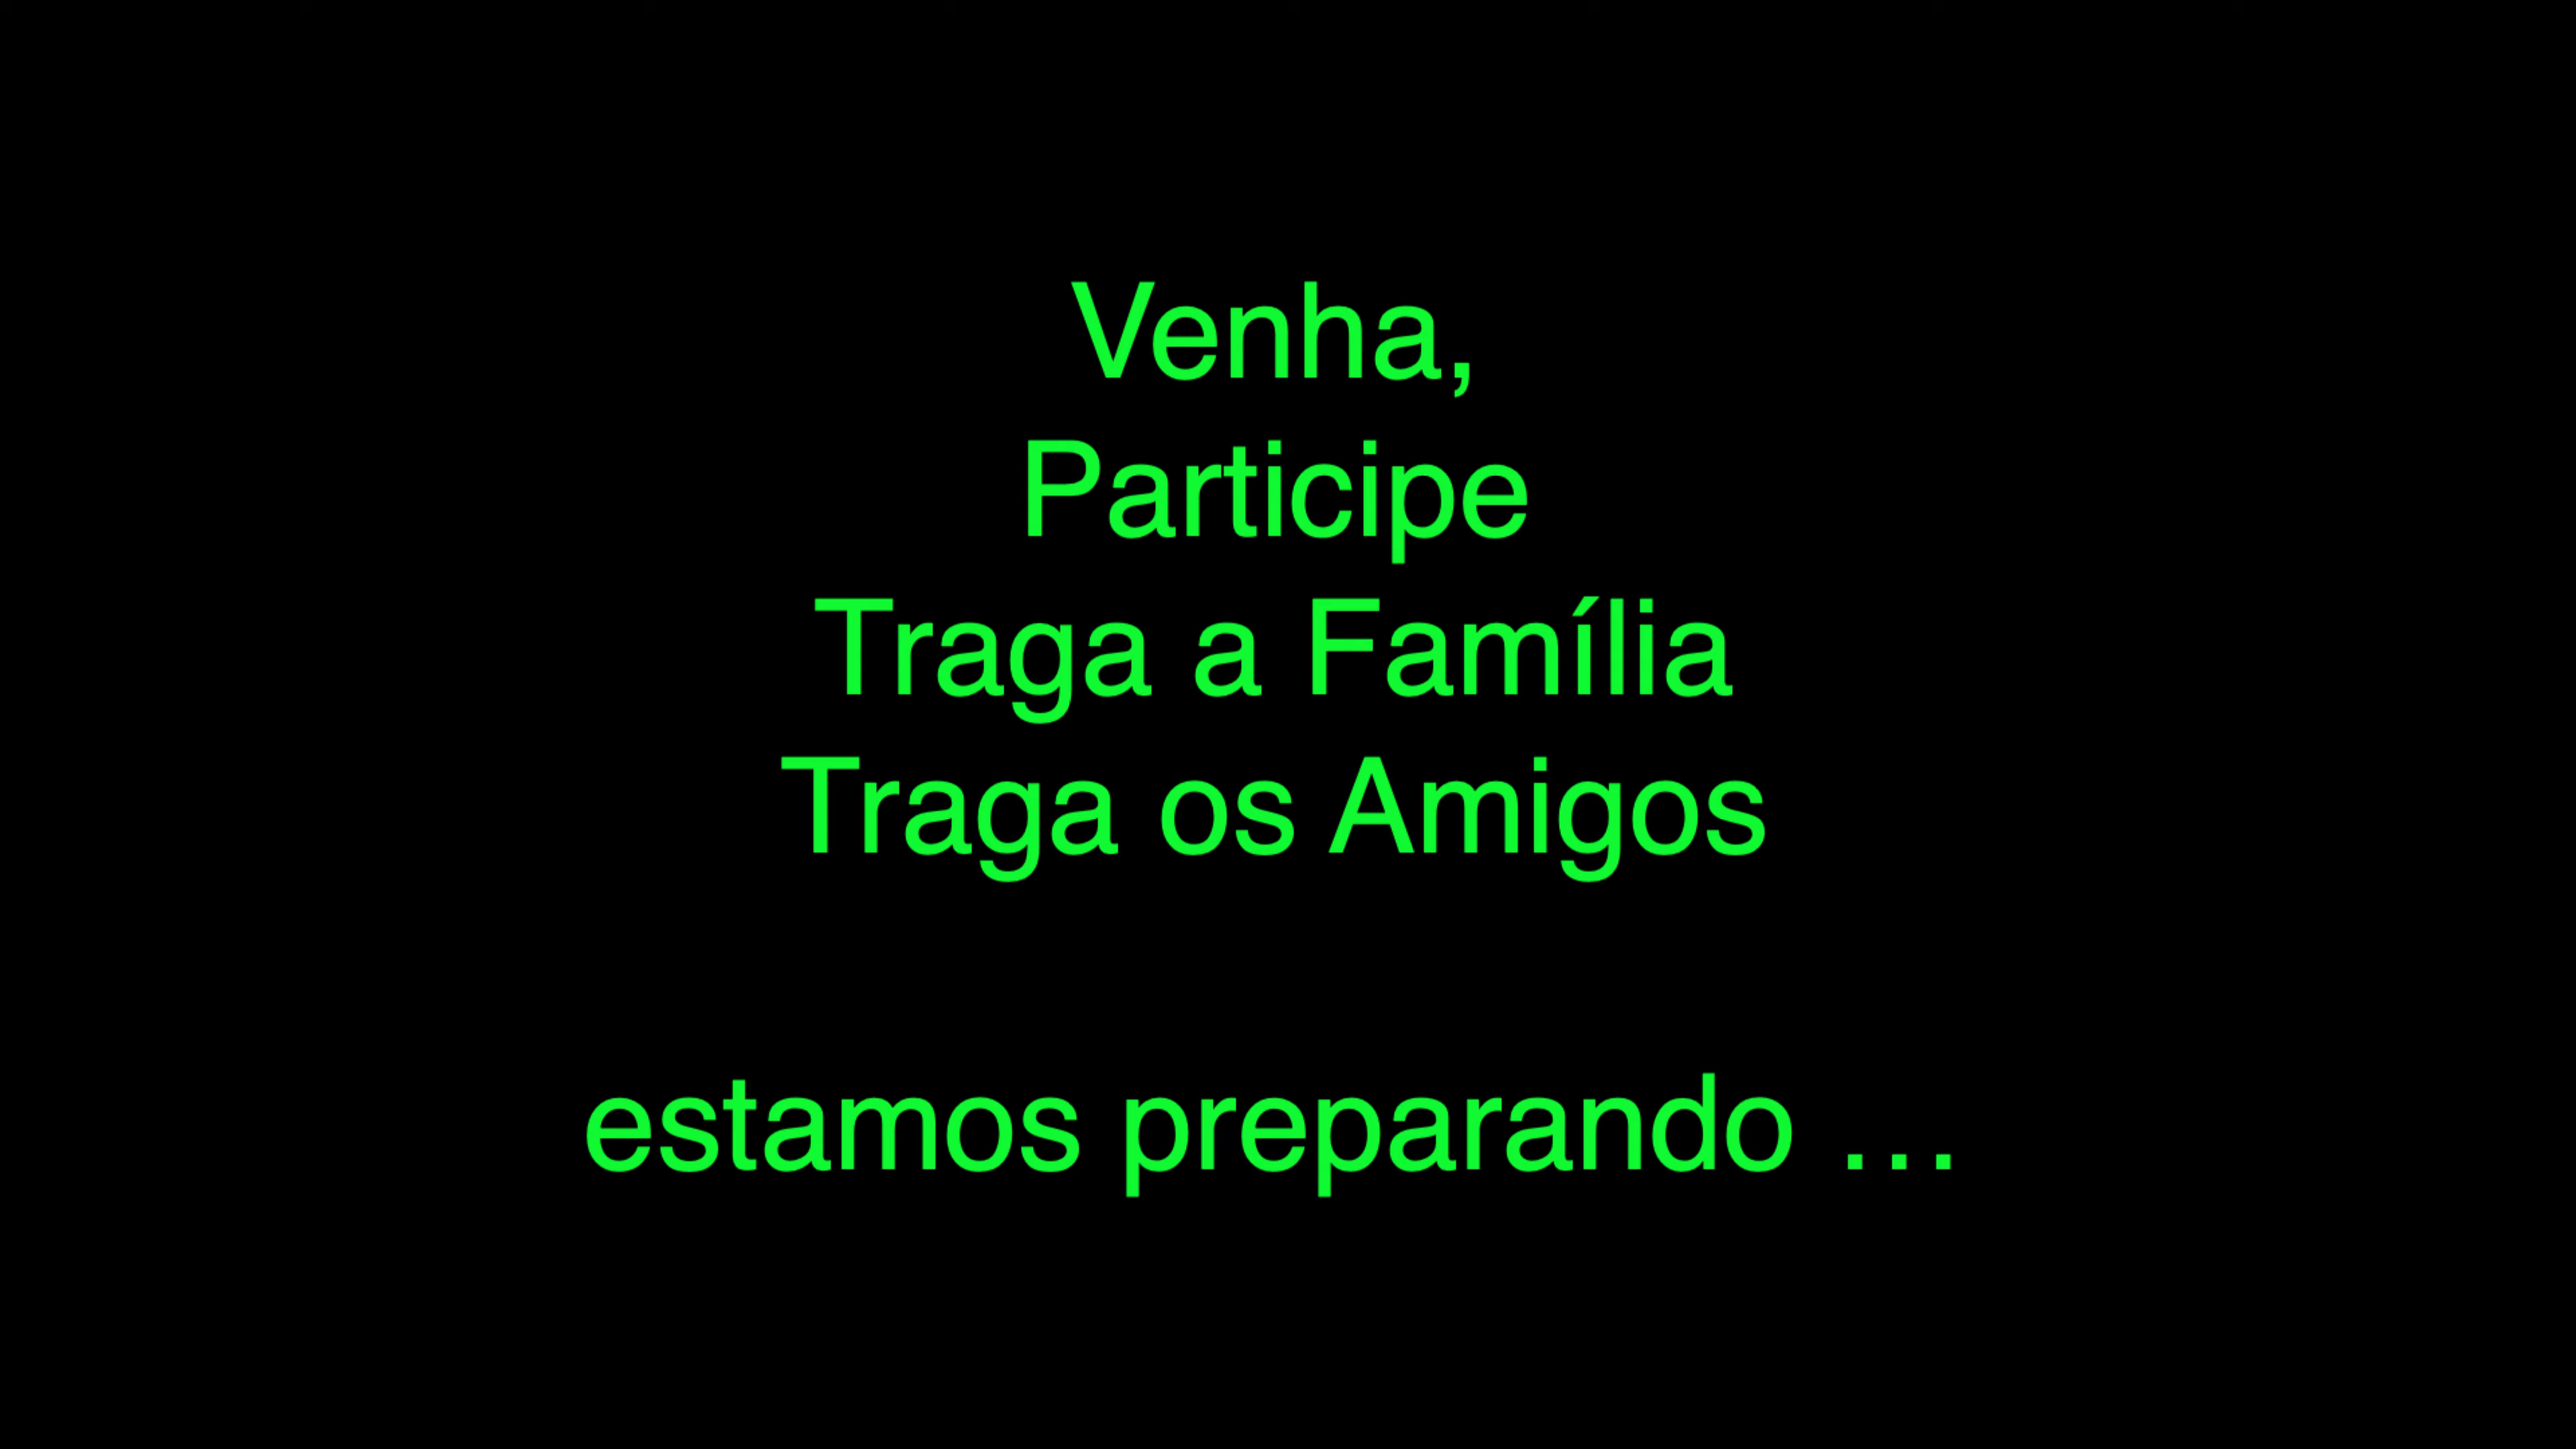 Venha,
Participe
Traga a Família
Traga os Amigos
estamos preparando ...